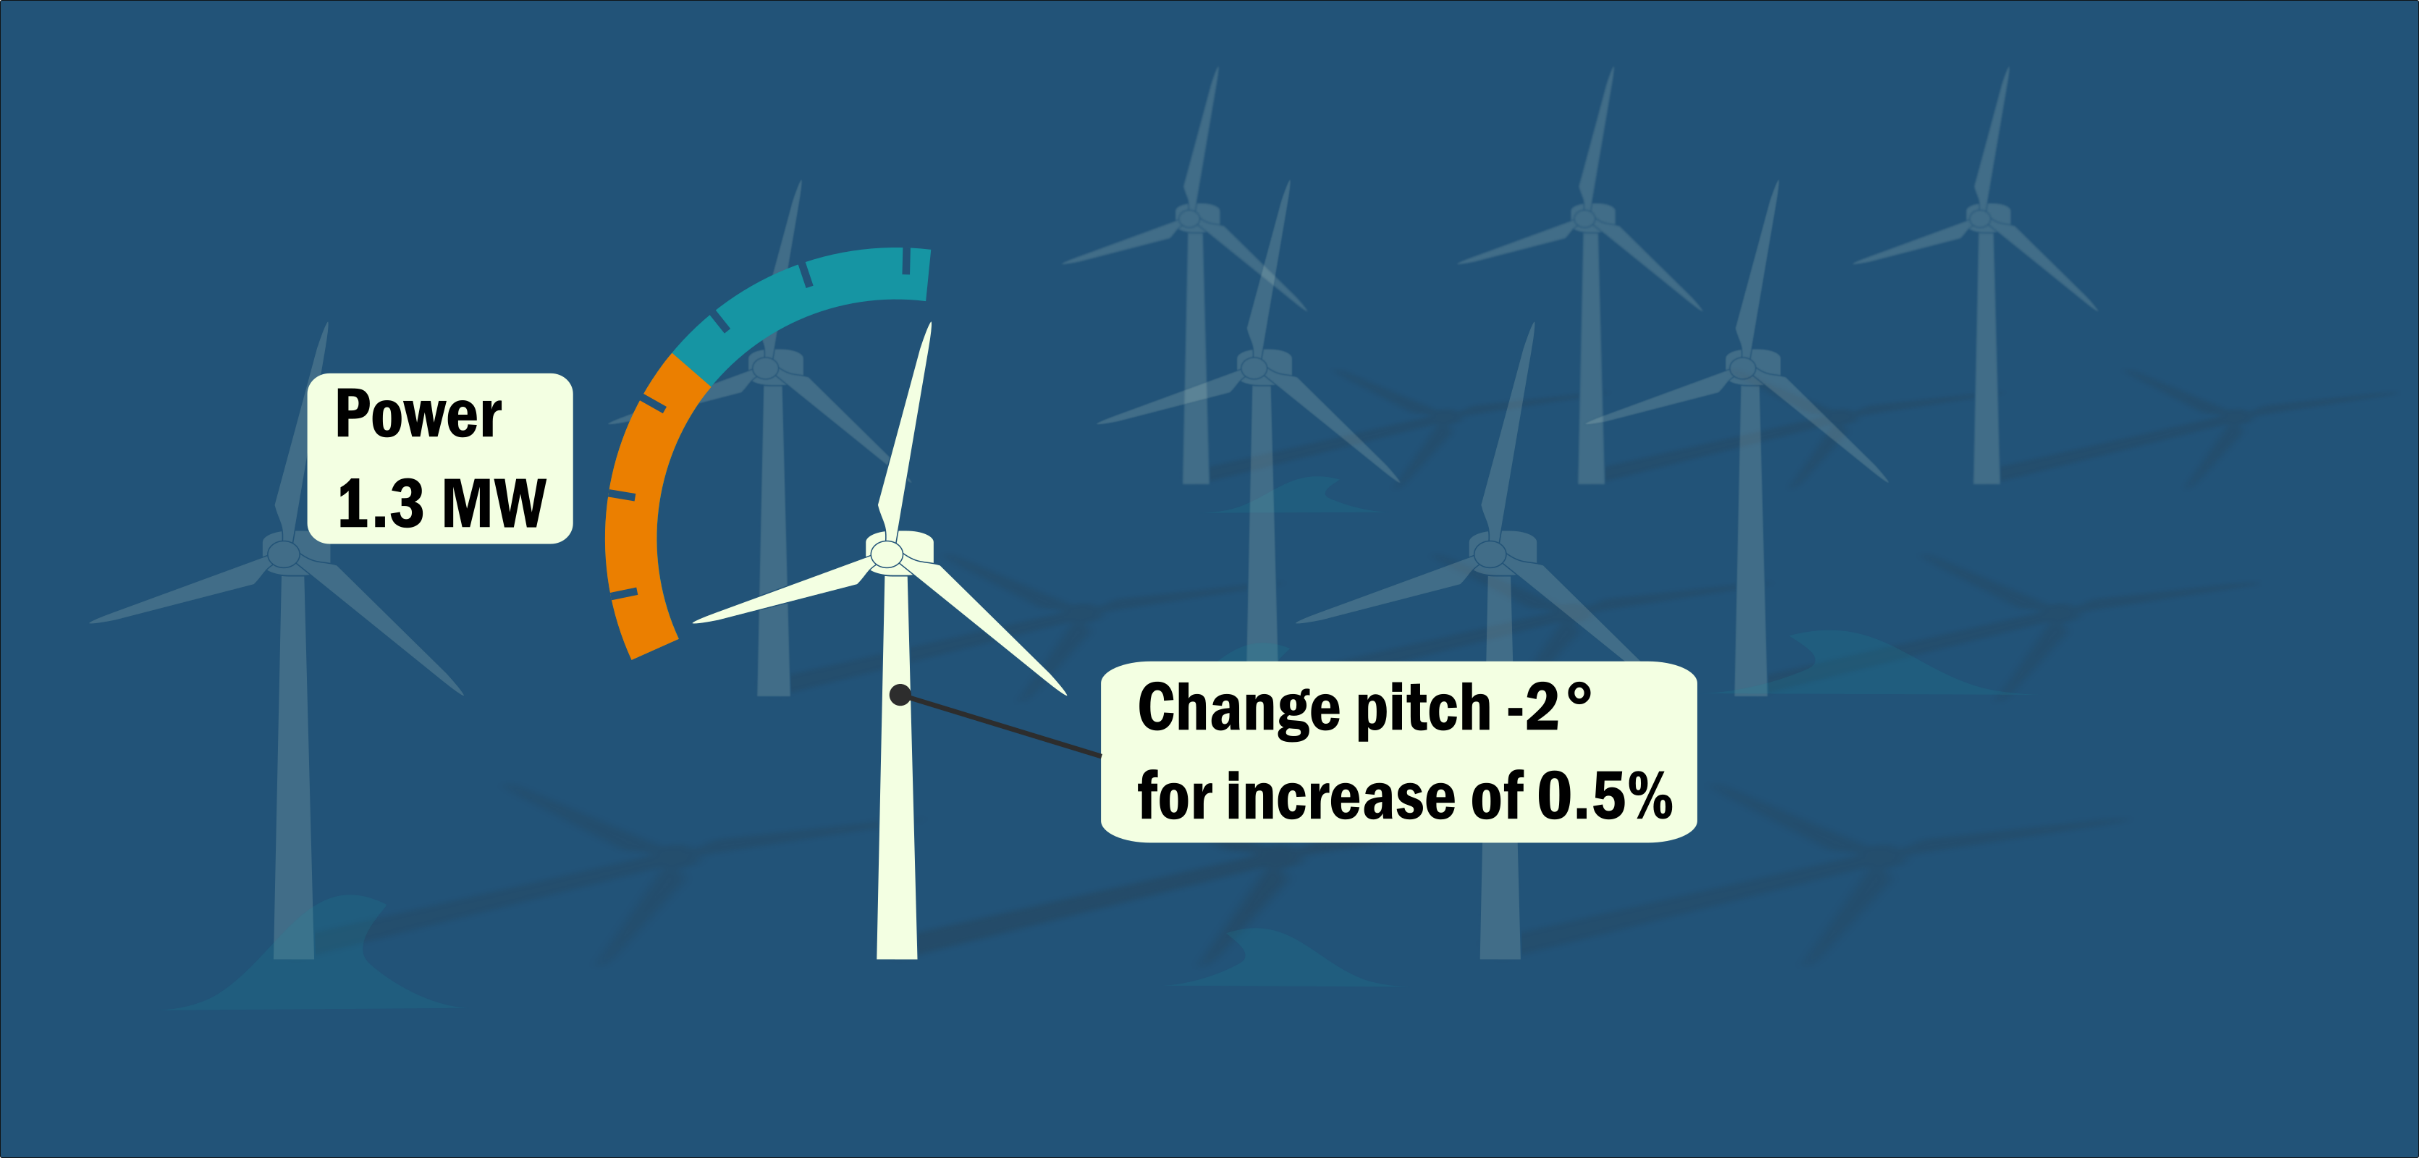 Power
1.3 MW
Change pitch -2°
for increase of 0.5%